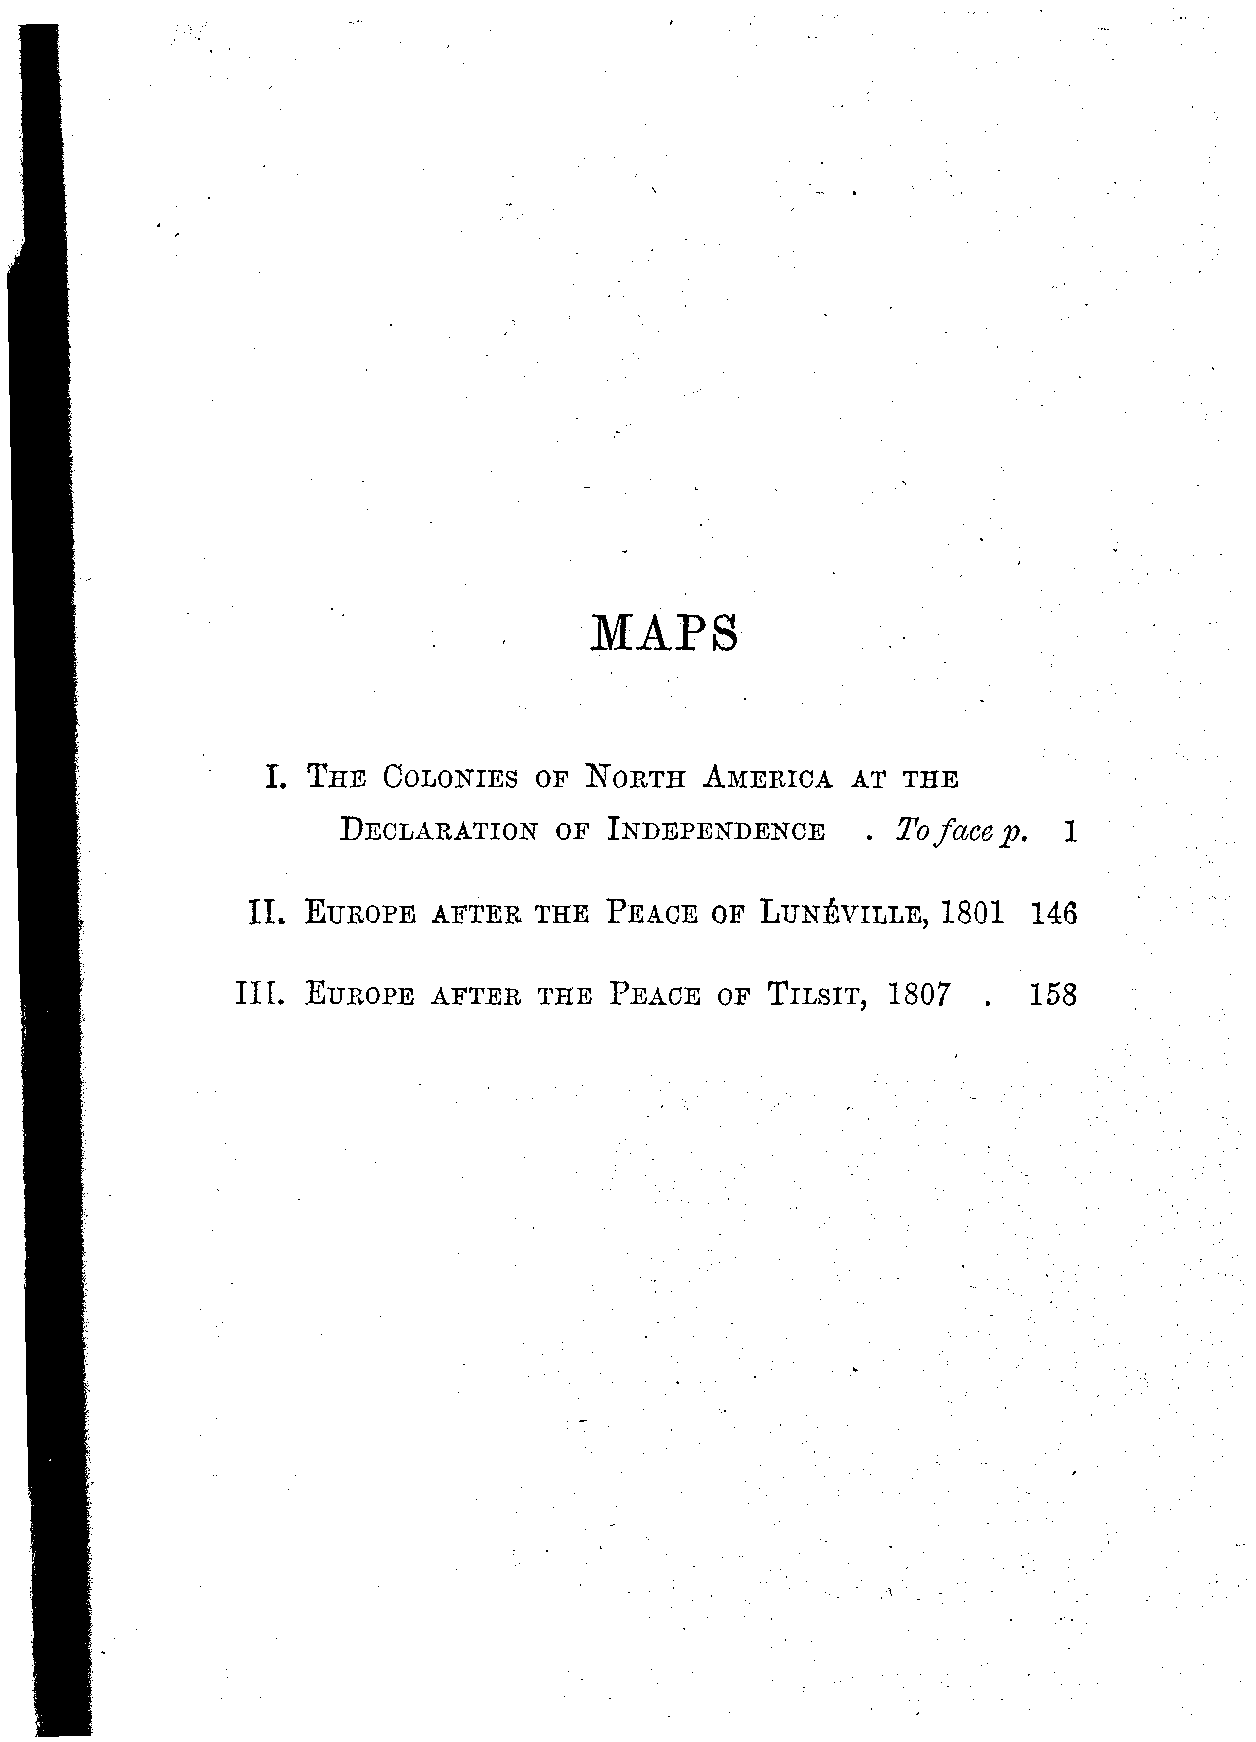 MAPS
I. THE COLONIES OF NORTH AMERICA AT THE
DECLARATION OF INDEPENDENCE . To face p. 1
II. EUROPE AFTER THE PEACE OF LUNÉVILLE, 1801 146
III. EUROPE AFTER THE PEACE OF TILSIT, 1807 . 158